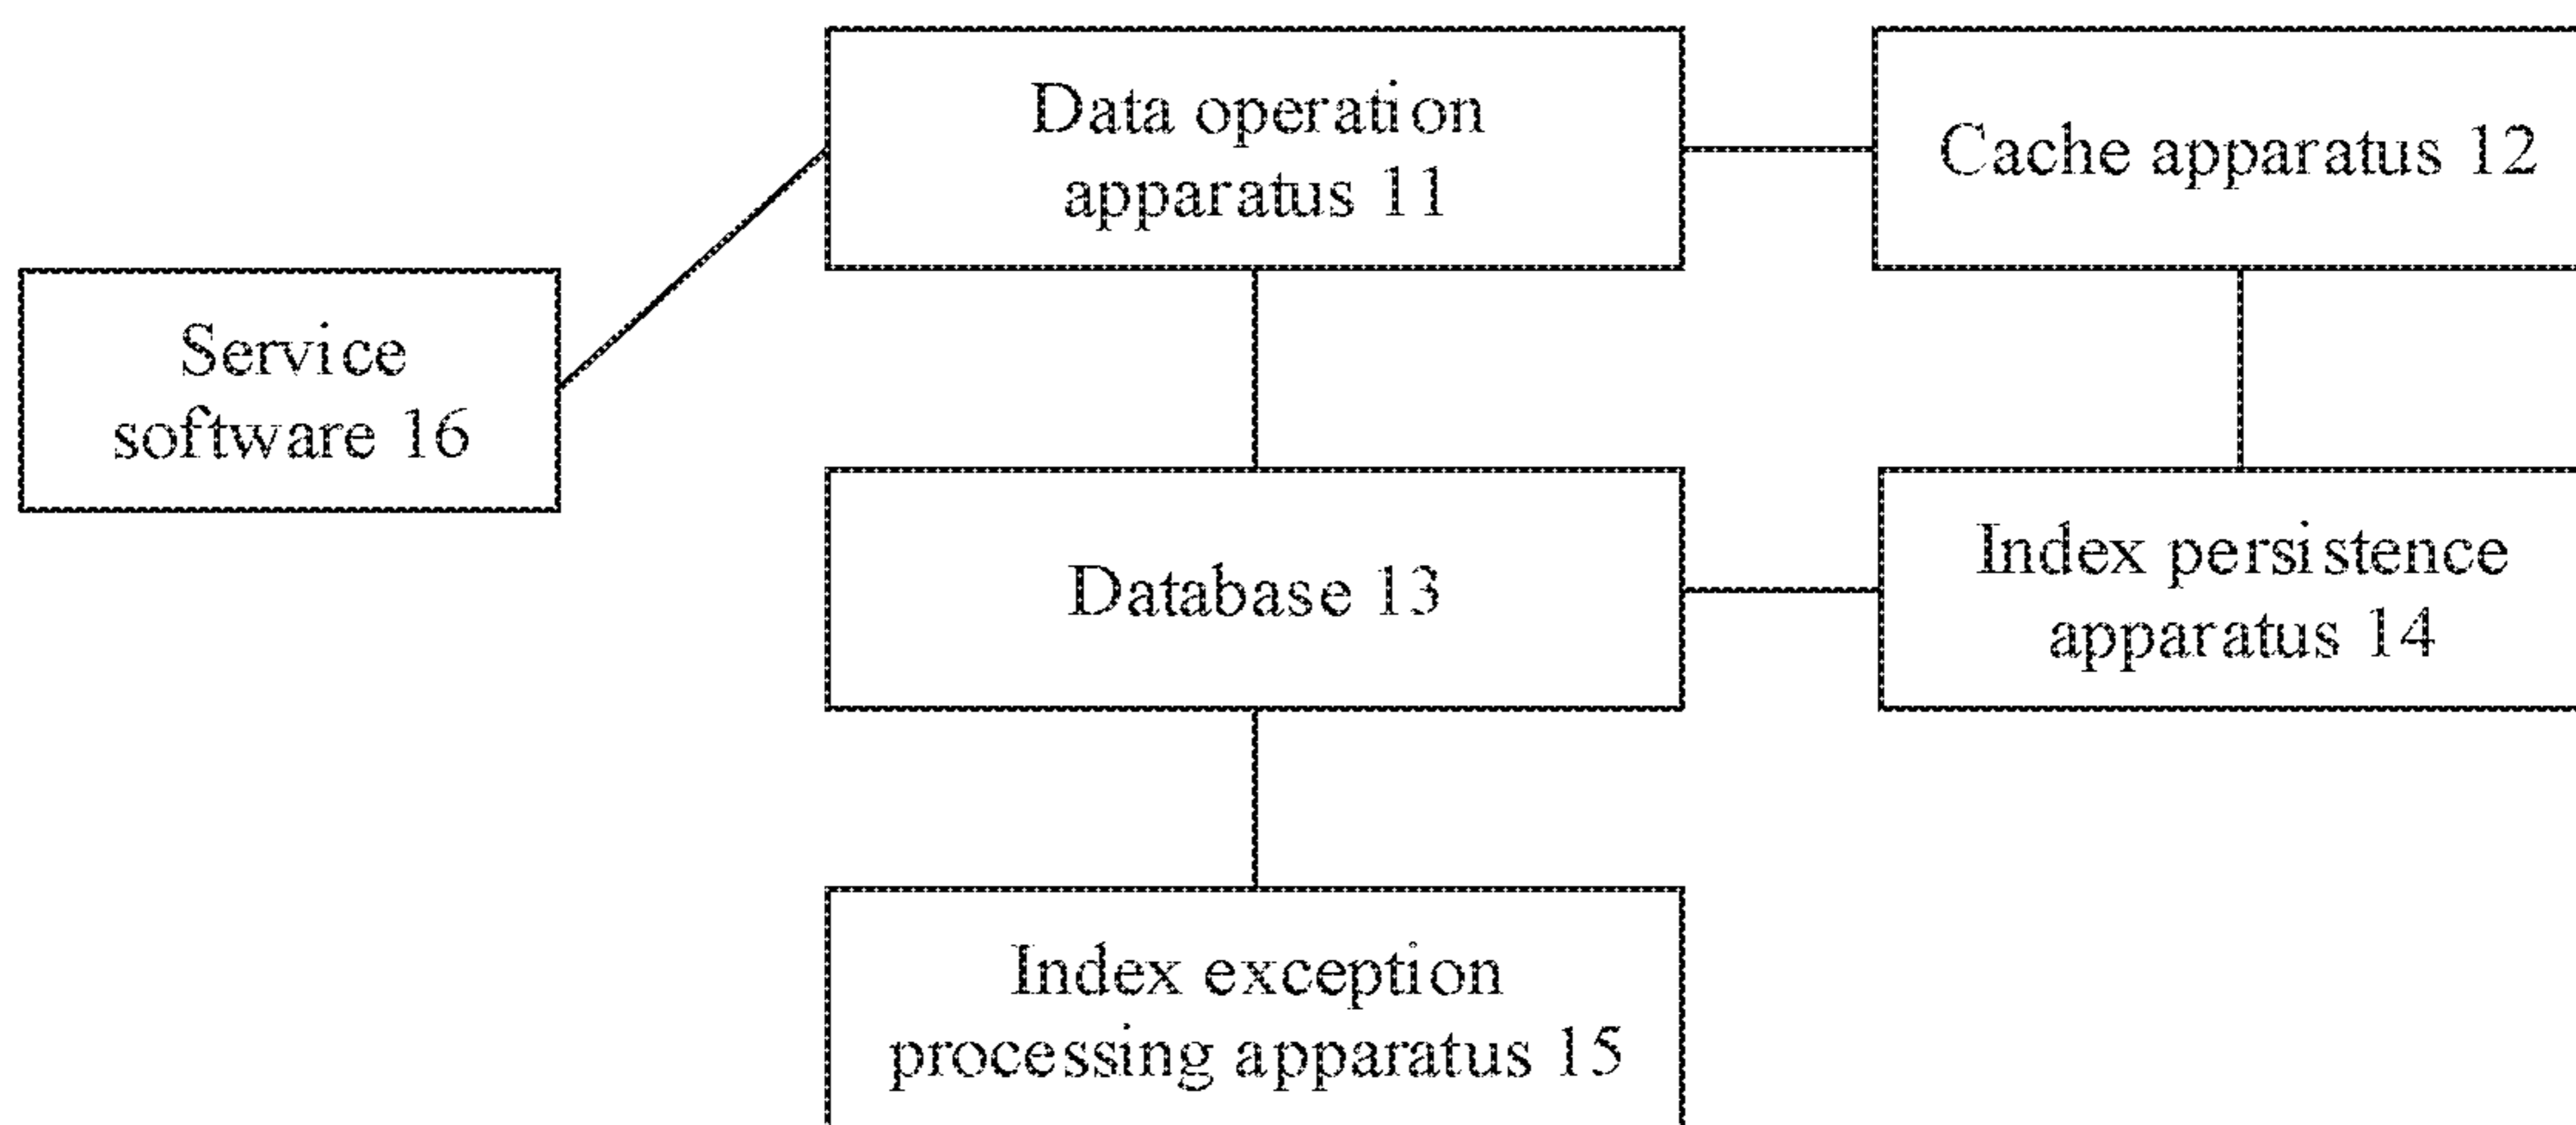 Data operation
apparatus 11
Cache apparatus 12
Service
software 16
Database 13
Index persistence
apparatus 14
Index exception
processing apparatus 15